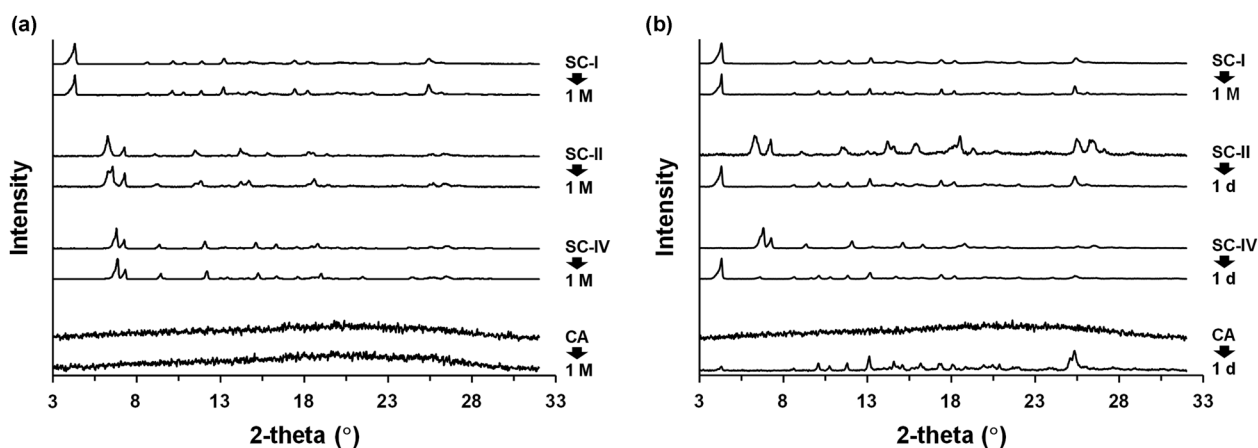 (a)
Intensity
SC-I
1 M
SC-II
1 M
SC-IV
1 M
CA
1 M
3 8 13 18 23 28 33
2-theta (°)
(b)
Intensity
SC-I
1 M
SC-II
1 d
SC-IV
1 d
CA
1 d
3 8 13 18 23 28 33
2-theta (°)